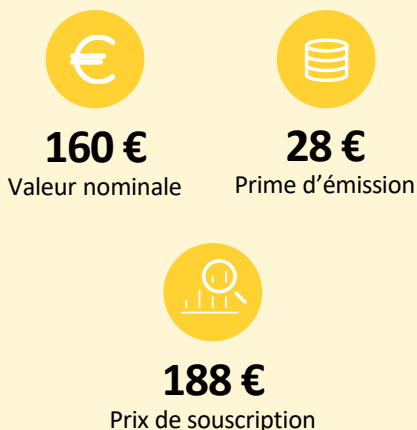 160 €
Valeur nominale
28 €
Prime d’émission
188 €
Prix de souscription